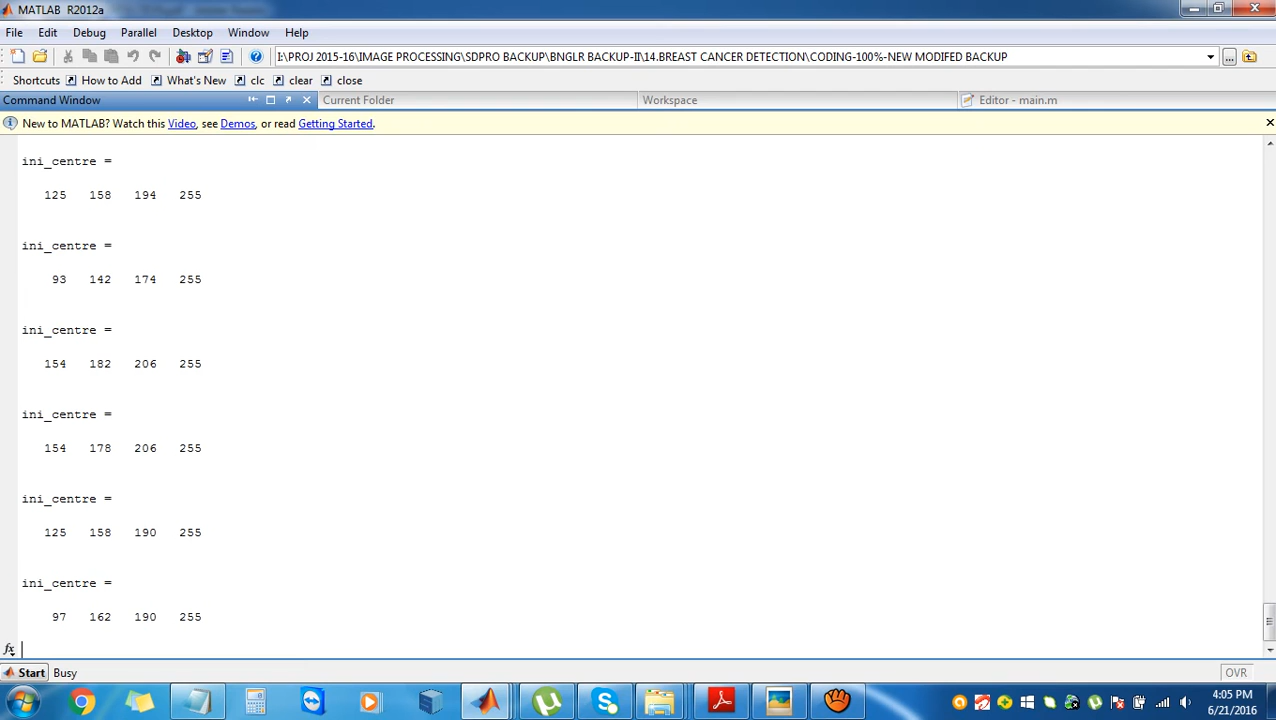 MATLAB R2012a
File Edit Debug Parallel Desktop Window Help
I:\PROJ 2015-16\IMAGE PROCESSING\SDPRO BACKUP\BNGLR BACKUP-II\14.BREAST CANCER DETECTION\CODING-100%-NEW MODIFED BACKUP
Shortcuts How to Add What's New clc clear close
Command Window Current Folder Workspace Editor - main.m
New to MATLAB? Watch this Video, see Demos, or read Getting Started.
ini_centre =
125 158 194 255
ini_centre =
93 142 174 255
ini_centre =
154 182 206 255
ini_centre =
154 178 206 255
ini_centre =
125 158 190 255
ini_centre =
97 162 190 255
fx
Start Busy OVR
4:05 PM
6/21/2016